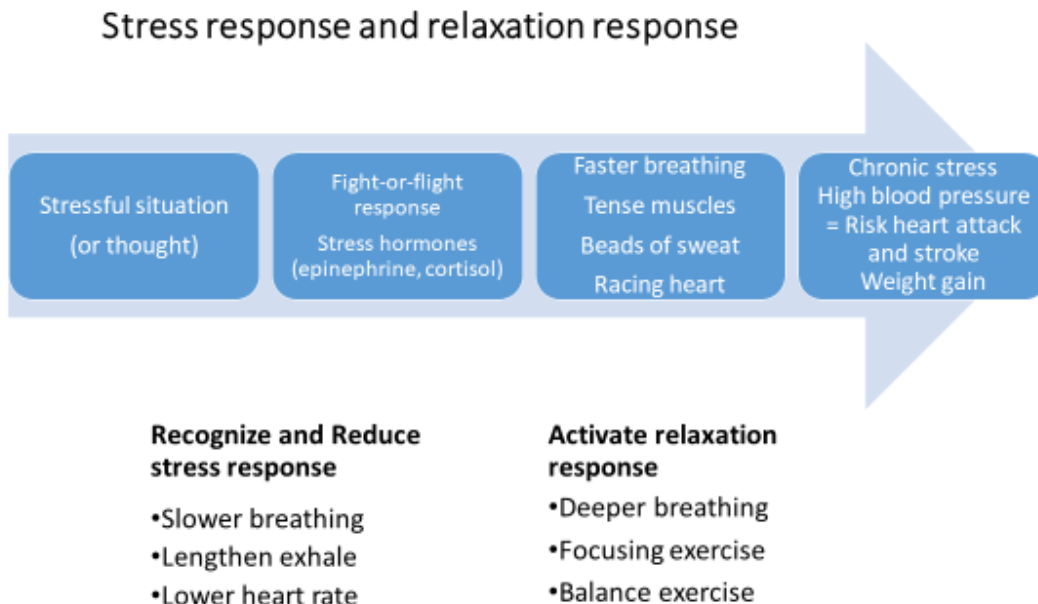 Stress response and relaxation response
Stressful situation
(or thought)
Fight-or-flight
response
Stress hormones
(epinephrine, cortisol)
Faster breathing
Tense muscles
Beads of sweat
Racing heart
Chronic stress
High blood pressure
= Risk heart attack
and stroke
Weight gain
Recognize and Reduce
stress response
•Slower breathing
•Lengthen exhale
•Lower heart rate
Activate relaxation
response
•Deeper breathing
•Focusing exercise
•Balance exercise